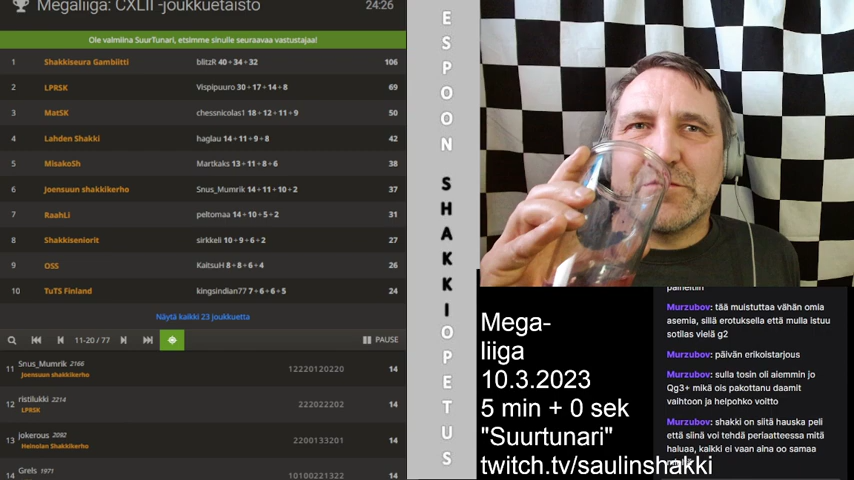 Megaliiga: CXLII -joukkuetaisto
24:26
Ole valmiina SuurTunari, etsimme sinulle seuraavaa vastustajaa!
1 Shakkiseura Gambiitti blitzR 40+34+32 106
2 LPRSK Vispipuuro 30+17+14+8 69
3 MatSK chessnicolas1 18+12+11+9 50
4 Lahden Shakki haglau 14+11+9+8 42
5 MisakoSh Martkaks 13+11+8+6 38
6 Joensuun shakkikerho Snus_Mumrik 14+11+10+2 37
7 RaahLi peltomaa 14+10+5+2 31
8 Shakkiseniorit sirkkeli 10+9+6+2 27
9 OSS KaitsuH 8+8+6+4 26
10 TuTS Finland kingsindian77 7+6+6+5 24
Näytä kaikki 23 joukkuetta
11-20 / 77
PAUSE
11 Snus_Mumrik 2166 12220120220 14
Joensuun shakkikerho
12 ristilukki 2214 222022202 14
LPRSK
13 jokerous 2092 2200133201 14
Heinolan Shakkikerho
14 Grels 1971 10100221322 14
ESPOON
SHAKKI
OPETUS
Mega-
liiga
10.3.2023
5 min + 0 sek
"Suurtunari"
twitch.tv/saulinshakki
Murzubov: tää muistuttaa vähän omia
asemia, sillä erotuksella että mulla istuu
sotilas vielä g2
Murzubov: päivän erikoistarjous
Murzubov: sulla tosin oli aiemmin jo
Qg3+ mikä ois pakottanu daamit
vaihtoon ja helpohko voitto
Murzubov: shakki on siitä hauska peli
että siinä voi tehdä perlaatteessa mitä
haluaa, kaikki ei vaan aina oo samaa